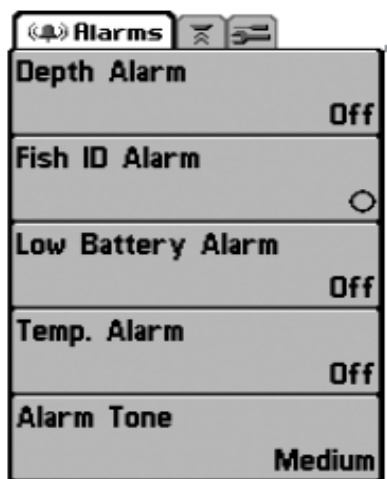 Alarms
Depth Alarm
Off
Fish ID Alarm
Low Battery Alarm
Off
Temp. Alarm
Off
Alarm Tone
Medium